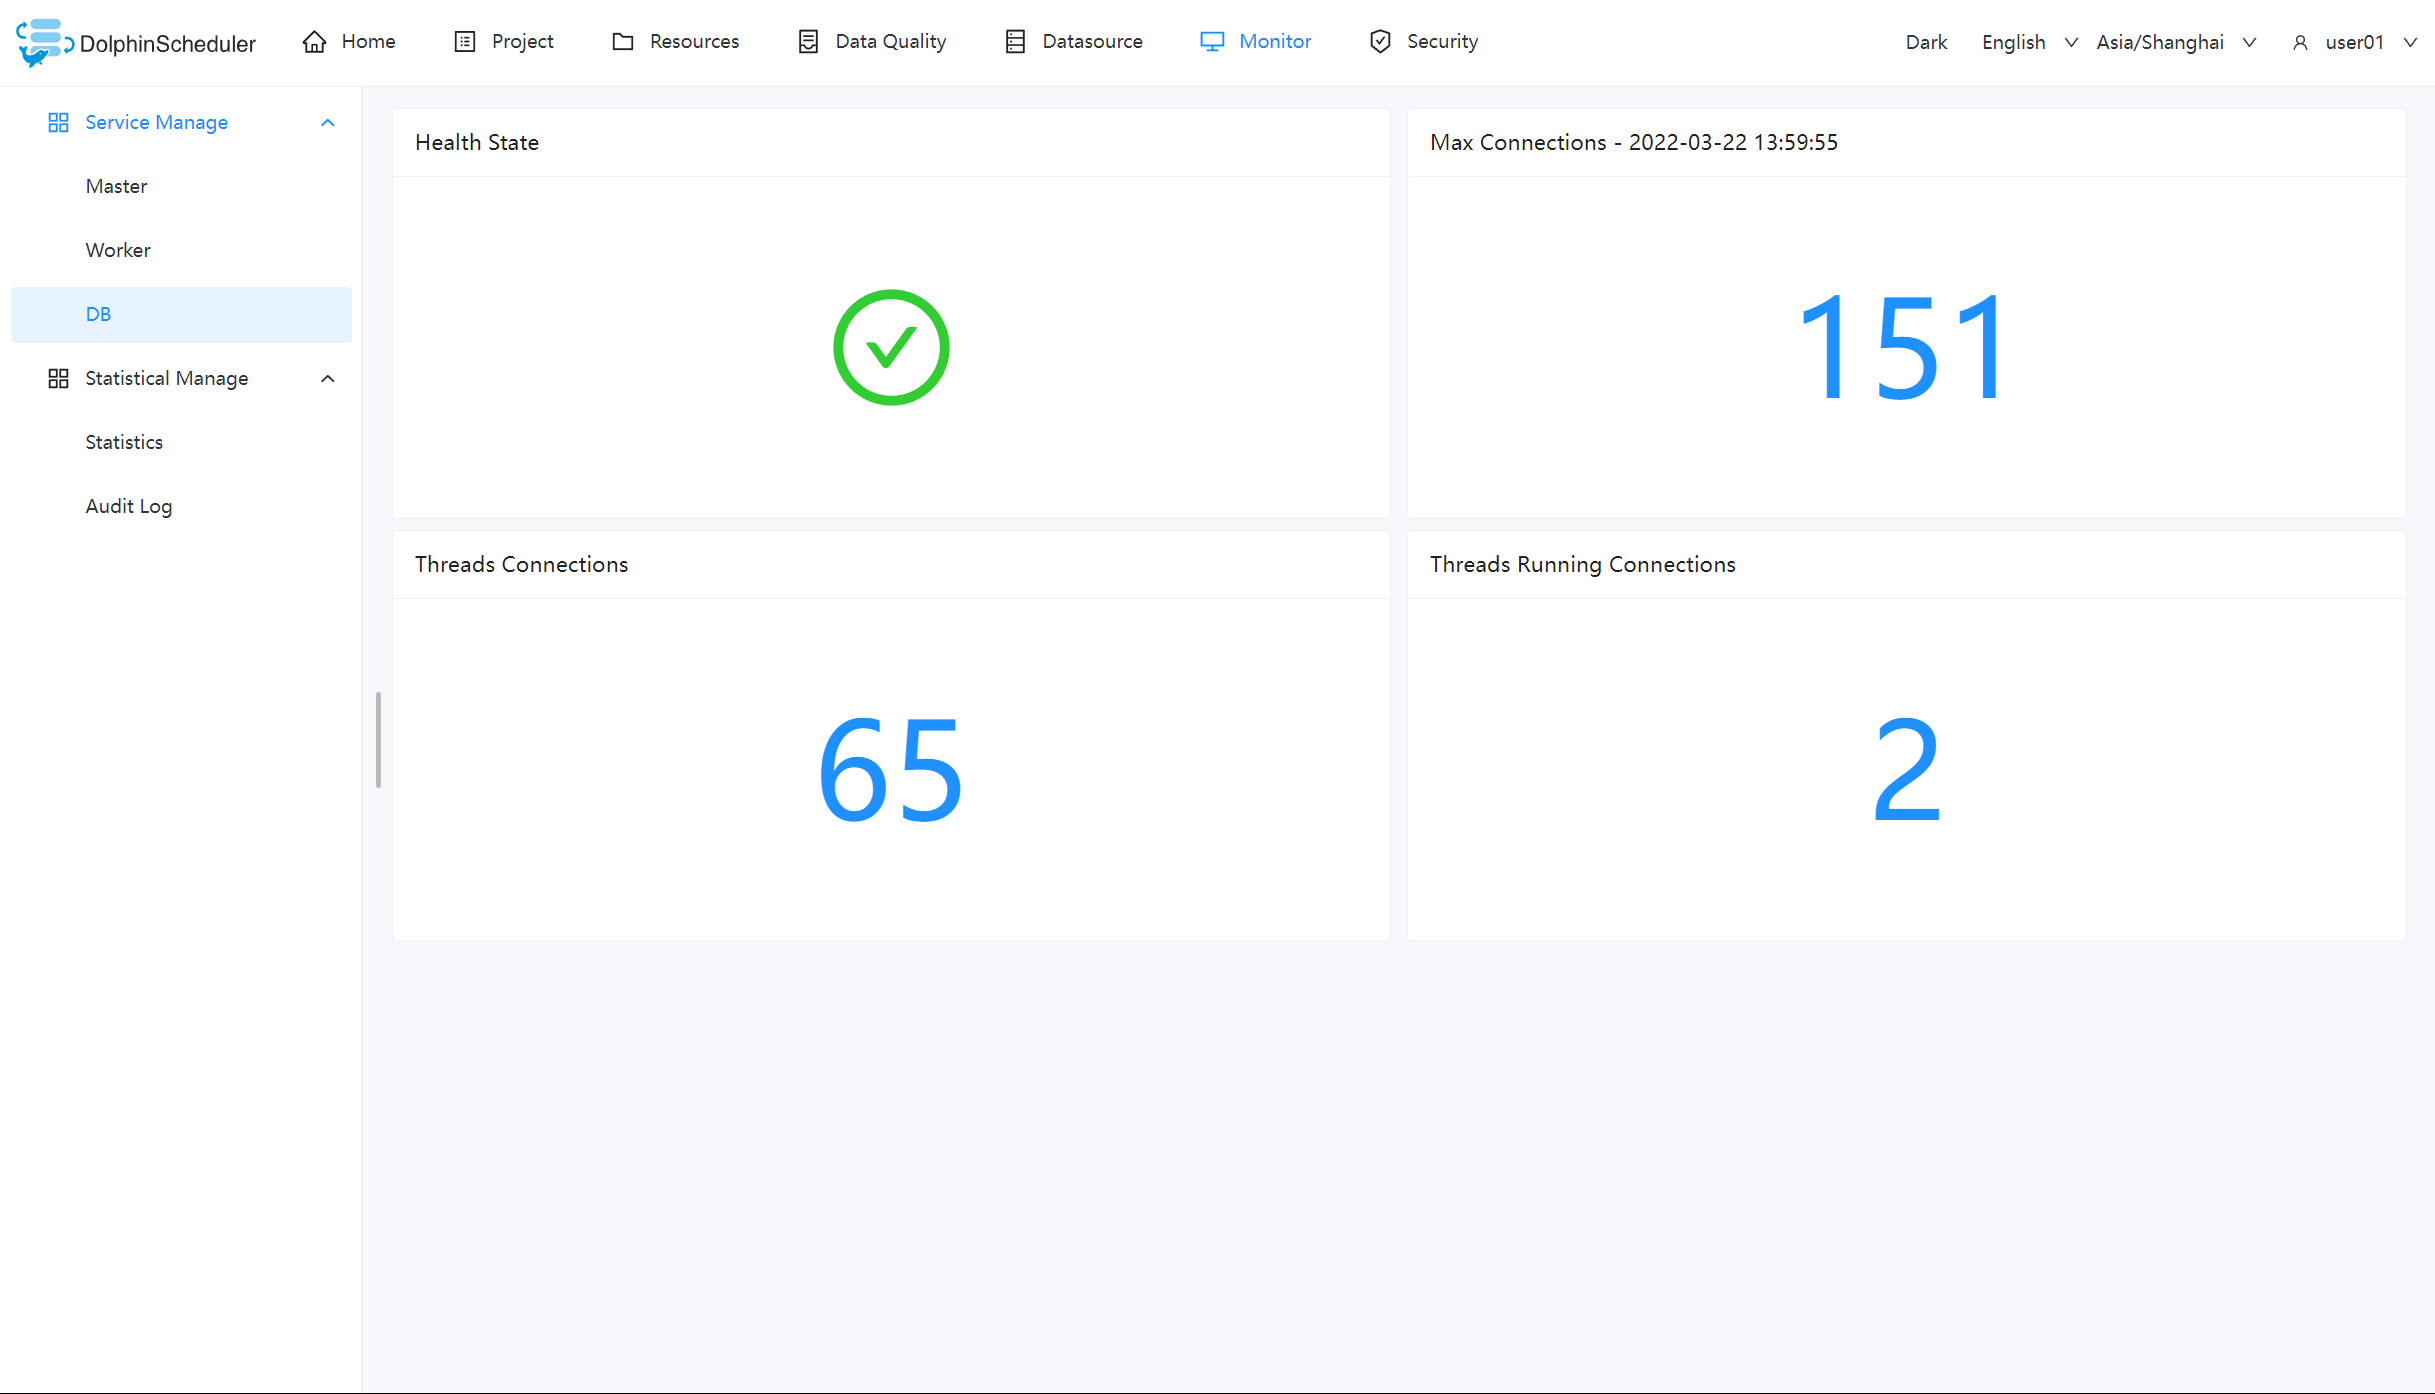 DolphinScheduler Home Project Resources Data Quality Datasource Monitor Security Dark English Asia/Shanghai user01
Service Manage
Master
Worker
DB
Statistical Manage
Statistics
Audit Log
Health State
Max Connections - 2022-03-22 13:59:55
151
Threads Connections
65
Threads Running Connections
2